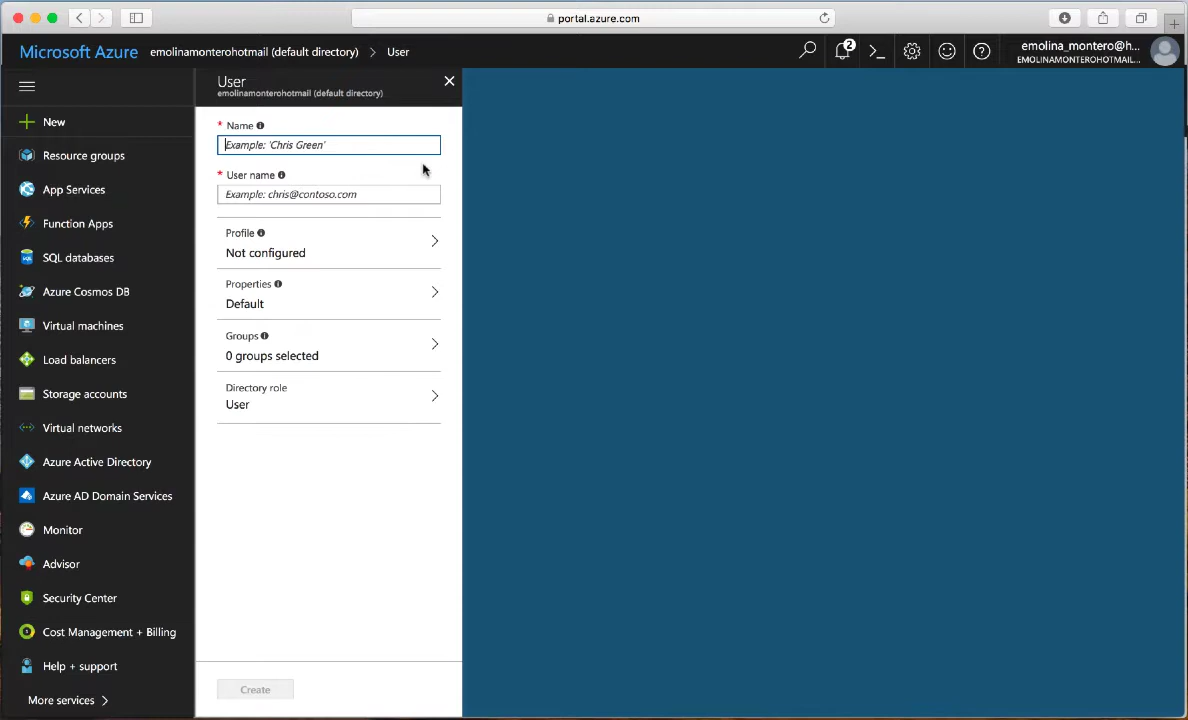 portal.azure.com
Microsoft Azure
emolinamonterohotmail (default directory)
User
2
emolina_montero@h...
EMOLINAMONTEROHOTMAIL...
New
Resource groups
App Services
Function Apps
SQL databases
Azure Cosmos DB
Virtual machines
Load balancers
Storage accounts
Virtual networks
Azure Active Directory
Azure AD Domain Services
Monitor
Advisor
Security Center
Cost Management + Billing
Help + support
More services
User
emolinamonterohotmail (default directory)
* Name
Example: 'Chris Green'
* User name
Example: chris@contoso.com
Profile
Not configured
Properties
Default
Groups
0 groups selected
Directory role
User
Create